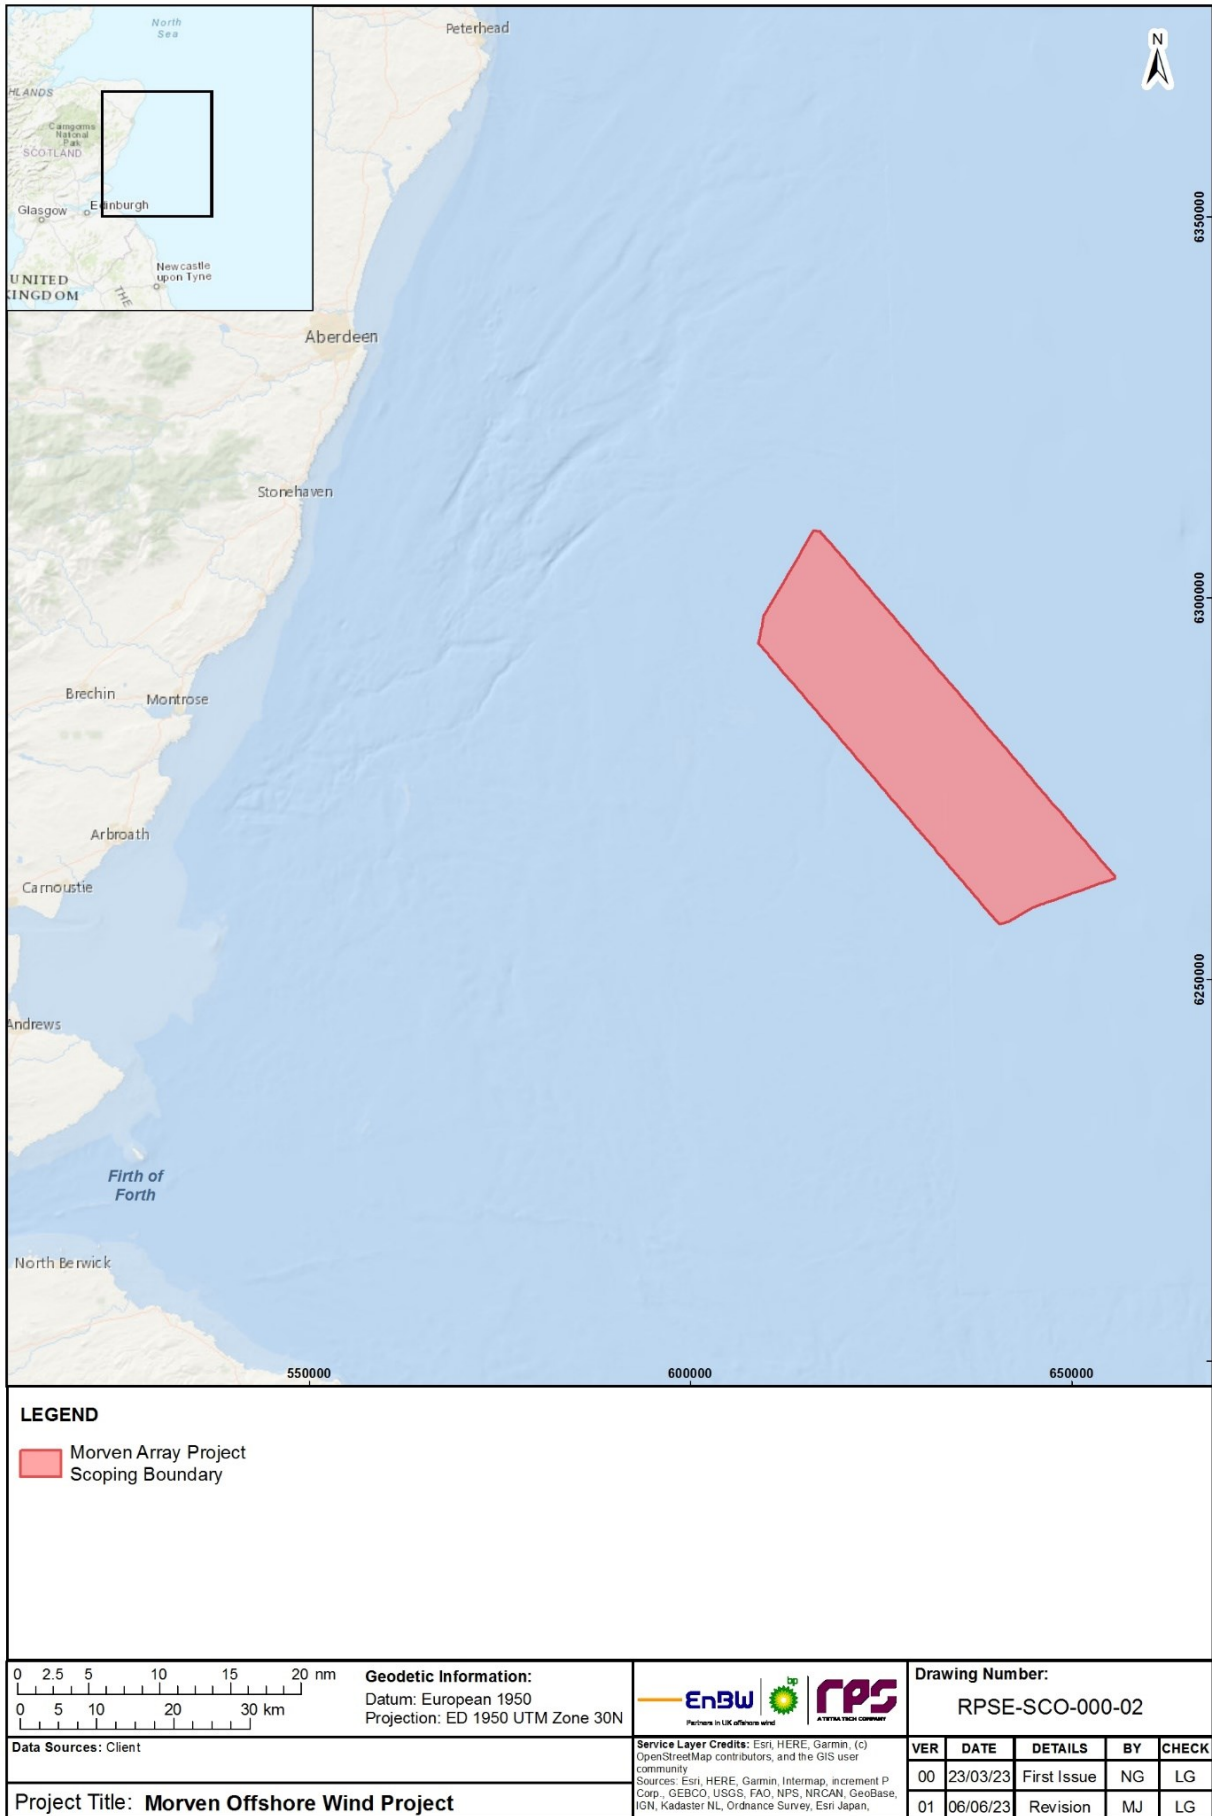 North
Sea
HLANDS
Cairngorms
National
Park
SCOTLAND
Glasgow
Edinburgh
Newcastle
upon Tyne
UNITED
KINGDOM
THE
N
Peterhead
Aberdeen
Stonehaven
Brechin
Montrose
Arbroath
Carnoustie
Andrews
Firth of
Forth
North Berwick
6350000
6300000
6250000
550000
600000
650000
LEGEND
Morven Array Project
Scoping Boundary
0 2.5 5 10 15 20 nm
0 5 10 20 30 km
Geodetic Information:
Datum: European 1950
Projection: ED 1950 UTM Zone 30N
EnBW
Partners in UK offshore wind
bp
RPS
A TETRA TECH COMPANY
Drawing Number:
RPSE-SCO-000-02
Data Sources: Client
Service Layer Credits: Esri, HERE, Garmin, (c)
OpenStreetMap contributors, and the GIS user
community
Sources: Esri, HERE, Garmin, Intermap, increment P
Corp., GEBCO, USGS, FAO, NPS, NRCAN, GeoBase,
IGN, Kadaster NL, Ordnance Survey, Esri Japan,
VER DATE DETAILS BY CHECK
00 23/03/23 First Issue NG LG
01 06/06/23 Revision MJ LG
Project Title: Morven Offshore Wind Project